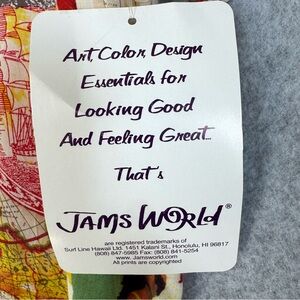 Art, Color, Design
Essentials for
Looking Good
And Feeling Great...
That's
JAMS WORLD®
are registered trademarks of
Surf Line Hawaii Ltd. 1451 Kalani St., Honolulu, HI 96817
(808) 847-5985 Fax: (808) 841-5254
www.Jamsworld.com
All prints are copyrighted